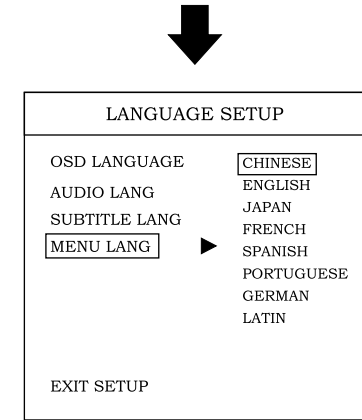 LANGUAGE SETUP
OSD LANGUAGE
AUDIO LANG
SUBTITLE LANG
MENU LANG
CHINESE
ENGLISH
JAPAN
FRENCH
SPANISH
PORTUGUESE
GERMAN
LATIN
EXIT SETUP